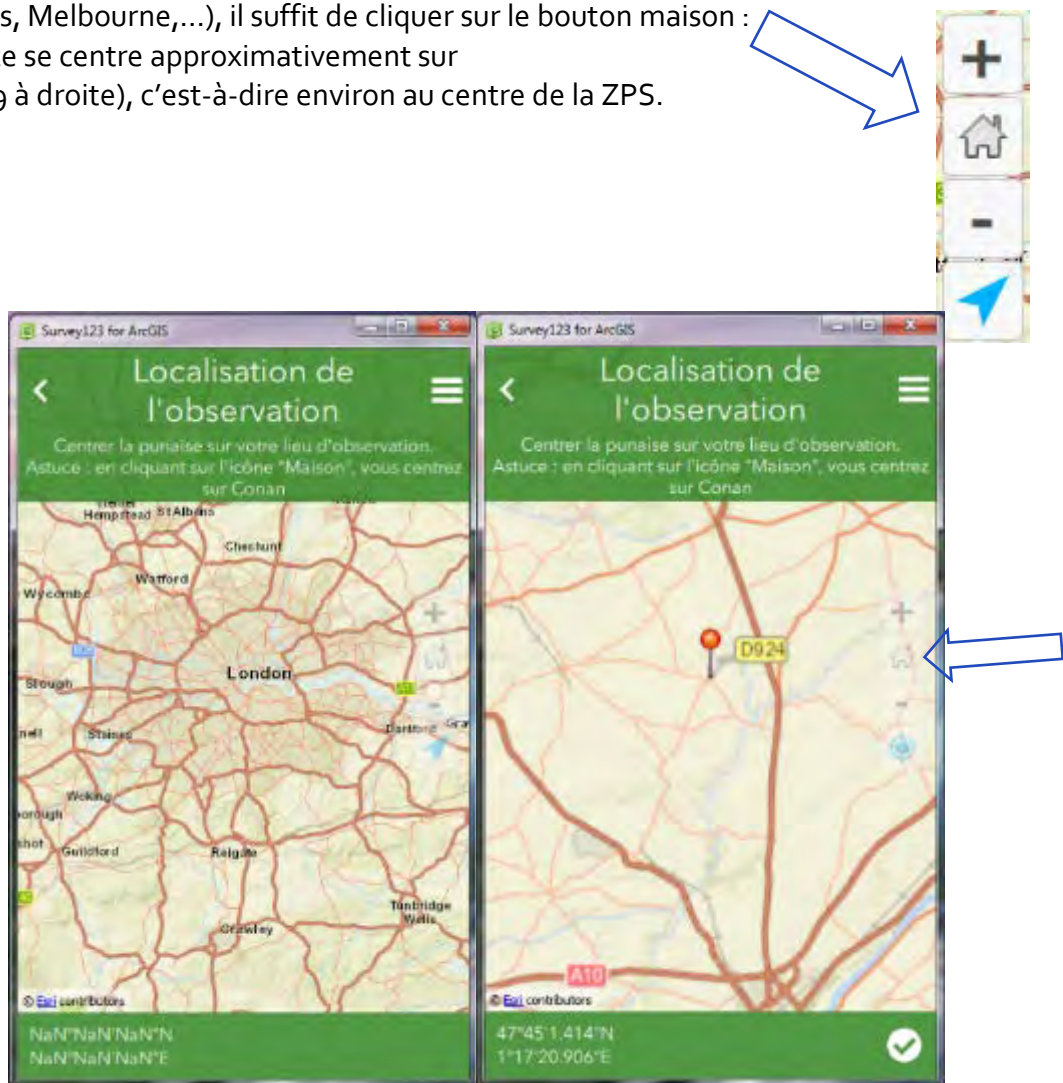 s, Melbourne,…), il suffit de cliquer sur le bouton maison :
te se centre approximativement sur
9 à droite), c’est-à-dire environ au centre de la ZPS.
+
-
Survey123 for ArcGIS
Localisation de
l'observation
Centrer la punaise sur votre lieu d'observation.
Astuce : en cliquant sur l'icône "Maison", vous centrez
sur Conan
Hempstead St Albans
Cheshunt
Watford
Wycombe
+
London
Slough
-
Staines
Dartford Gra
Woking
Guildford
Reigate
Tunbridge
Wells
Crawley
© Esri contributors
NaN°NaN'NaN"N
NaN°NaN'NaN"E
Survey123 for ArcGIS
Localisation de
l'observation
Centrer la punaise sur votre lieu d'observation.
Astuce : en cliquant sur l'icône "Maison", vous centrez
sur Conan
+
D924
-
A10
© Esri contributors
47°45'1.414"N
1°17'20.906"E